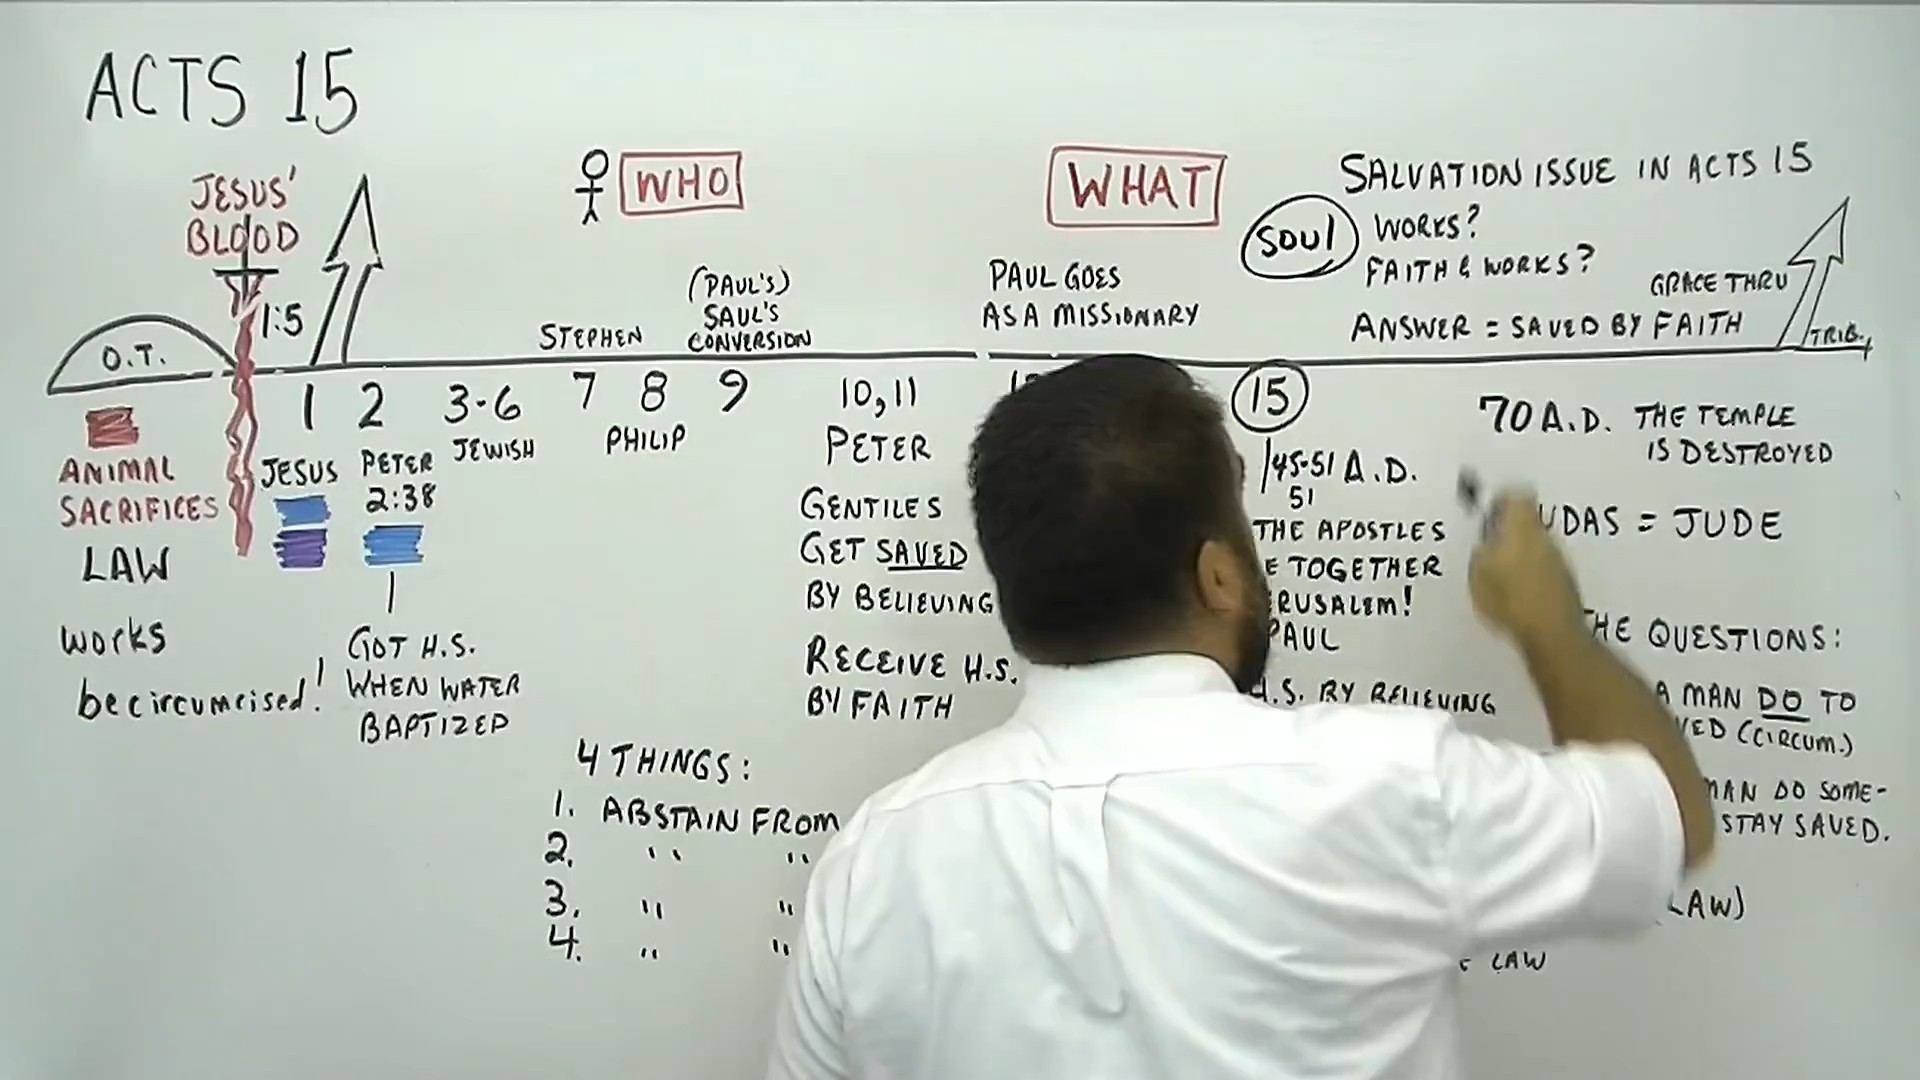 ACTS 15
JESUS'
BLOOD
1:5
O.T.
ANIMAL
SACRIFICES
LAW
works
be circumcised!
1
JESUS
2
PETER
2:38
GOT H.S.
WHEN WATER
BAPTIZED
3-6
JEWISH
WHO
STEPHEN
7
8
PHILIP
(PAUL'S)
SAUL'S
CONVERSION
9
10,11
PETER
GENTILES
GET SAVED
BY BELIEVING
RECEIVE H.S.
BY FAITH
4 THINGS:
1. ABSTAIN FROM
2. " "
3. " "
4. " "
WHAT
PAUL GOES
AS A MISSIONARY
SALVATION ISSUE IN ACTS 15
SOUL
WORKS?
FAITH & WORKS?
ANSWER = SAVED BY FAITH
GRACE THRU
TRIB.
15
45-51 A.D.
51
THE APOSTLES
E TOGETHER
RUSALEM!
PAUL
H.S. BY BELIEVING
70 A.D. THE TEMPLE
IS DESTROYED
UDAS = JUDE
THE QUESTIONS:
A MAN DO TO
VED (CIRCUM.)
MAN DO SOME-
STAY SAVED.
LAW)
LAW